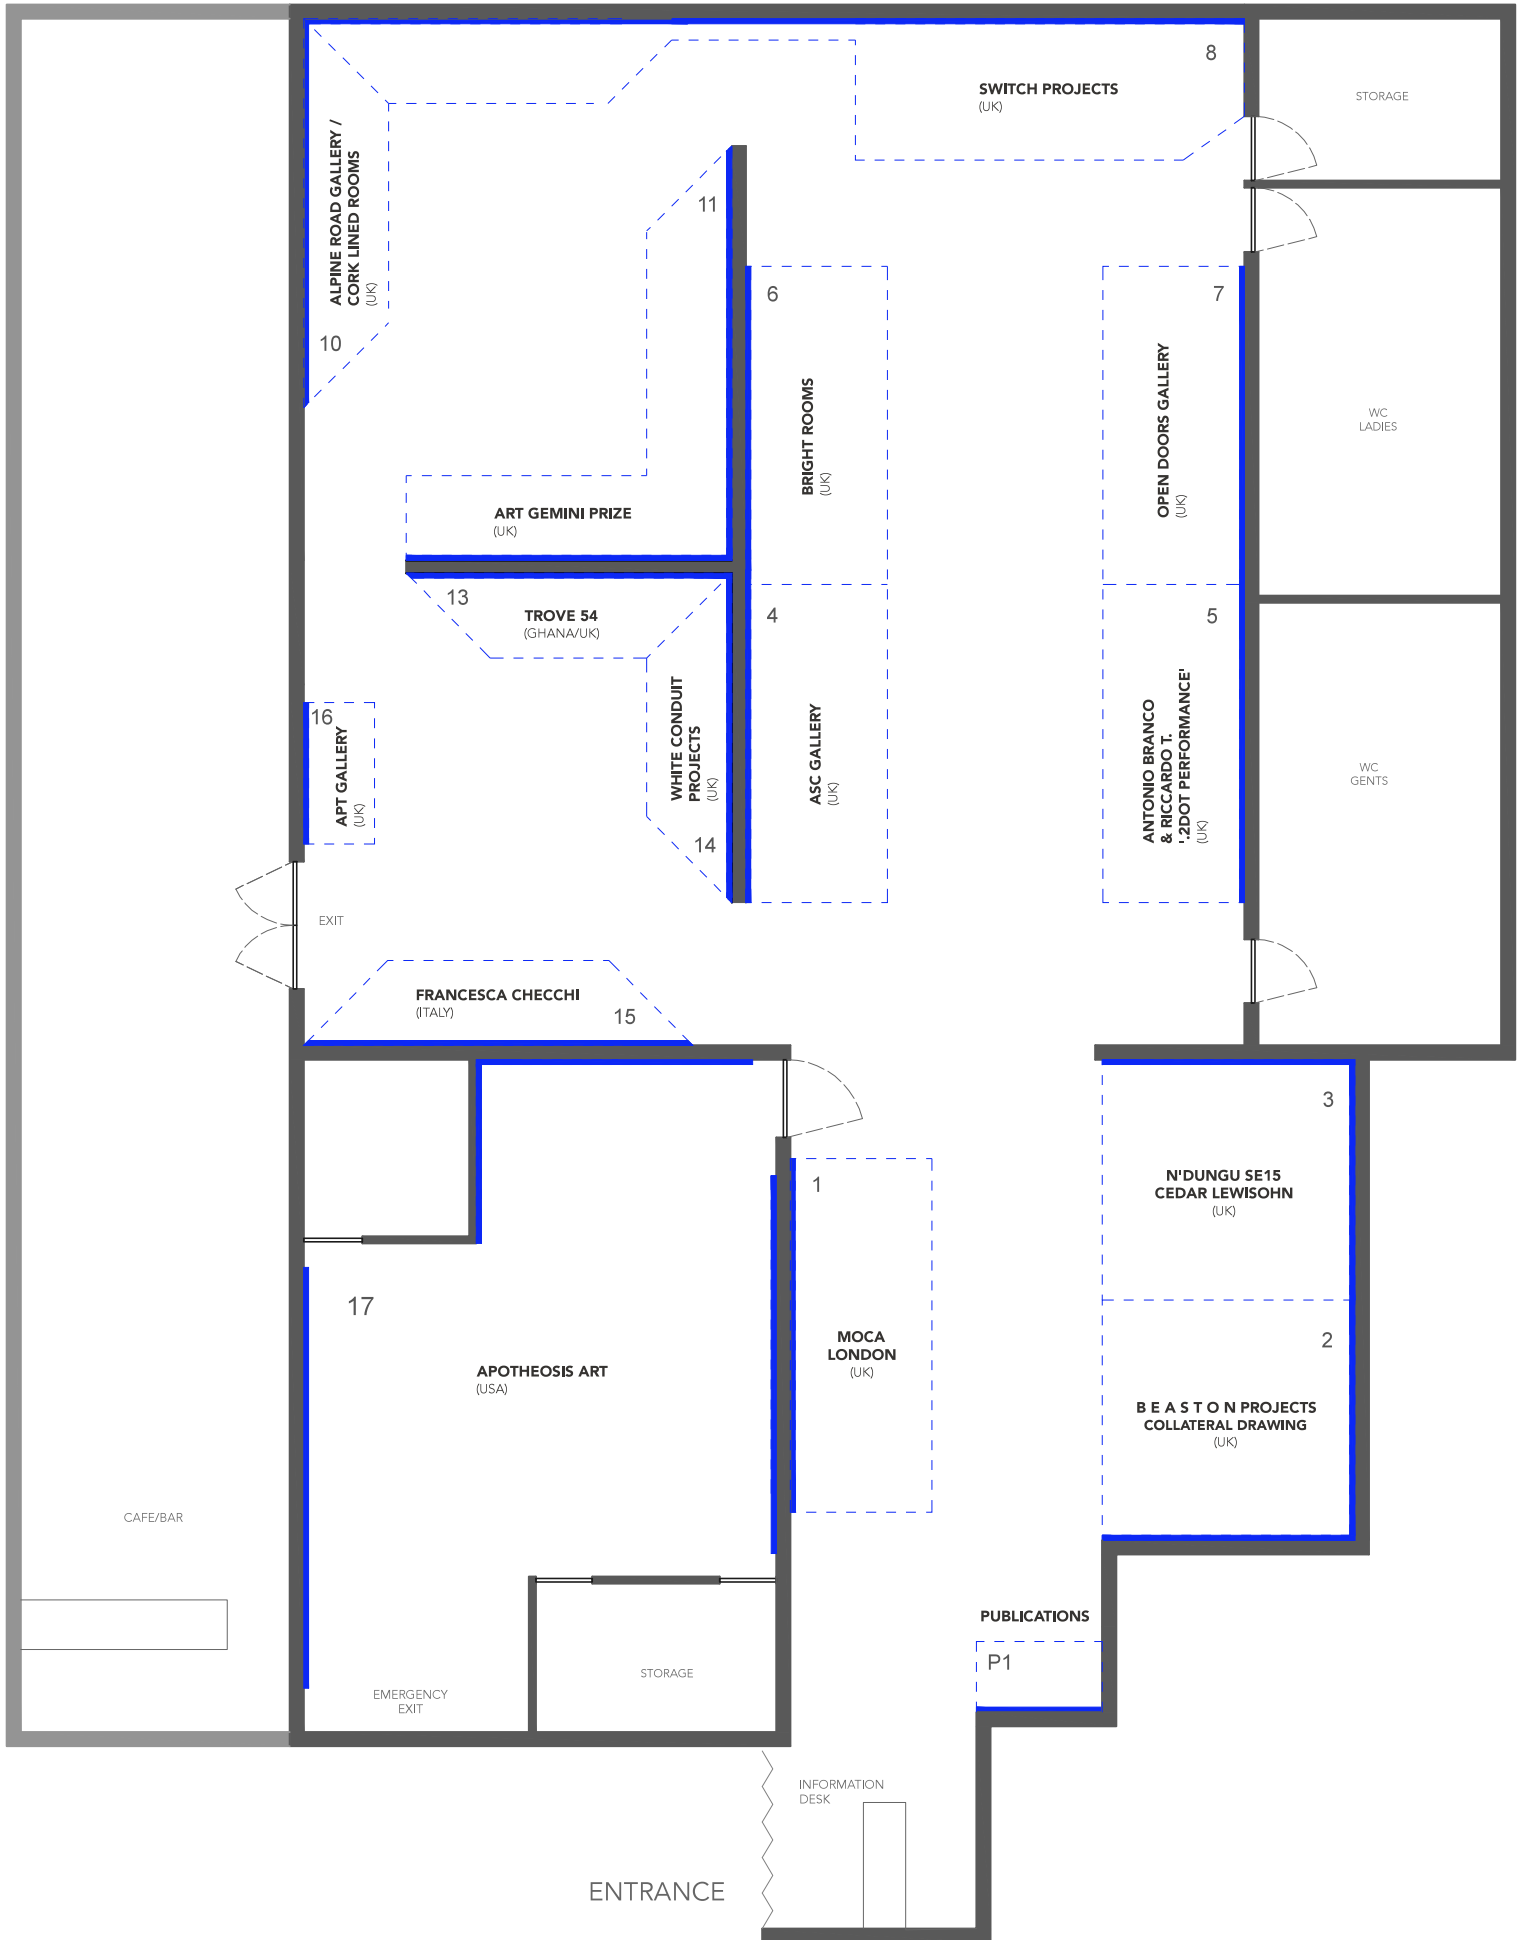 8
SWITCH PROJECTS
(UK)
STORAGE
ALPINE ROAD GALLERY /
CORK LINED ROOMS
(UK)
10
11
6
BRIGHT ROOMS
(UK)
7
OPEN DOORS GALLERY
(UK)
WC
LADIES
ART GEMINI PRIZE
(UK)
13
TROVE 54
(GHANA/UK)
4
ASC GALLERY
(UK)
5
ANTONIO BRANCO
& RICCARDO T.
'.2DOT PERFORMANCE'
(UK)
16
APT GALLERY
(UK)
WHITE CONDUIT
PROJECTS
(UK)
14
WC
GENTS
EXIT
FRANCESCA CHECCHI
(ITALY)
15
3
N'DUNGU SE15
CEDAR LEWISOHN
(UK)
1
MOCA
LONDON
(UK)
17
APOTHEOSIS ART
(USA)
2
B E A S T O N PROJECTS
COLLATERAL DRAWING
(UK)
CAFE/BAR
PUBLICATIONS
P1
STORAGE
EMERGENCY
EXIT
INFORMATION
DESK
ENTRANCE